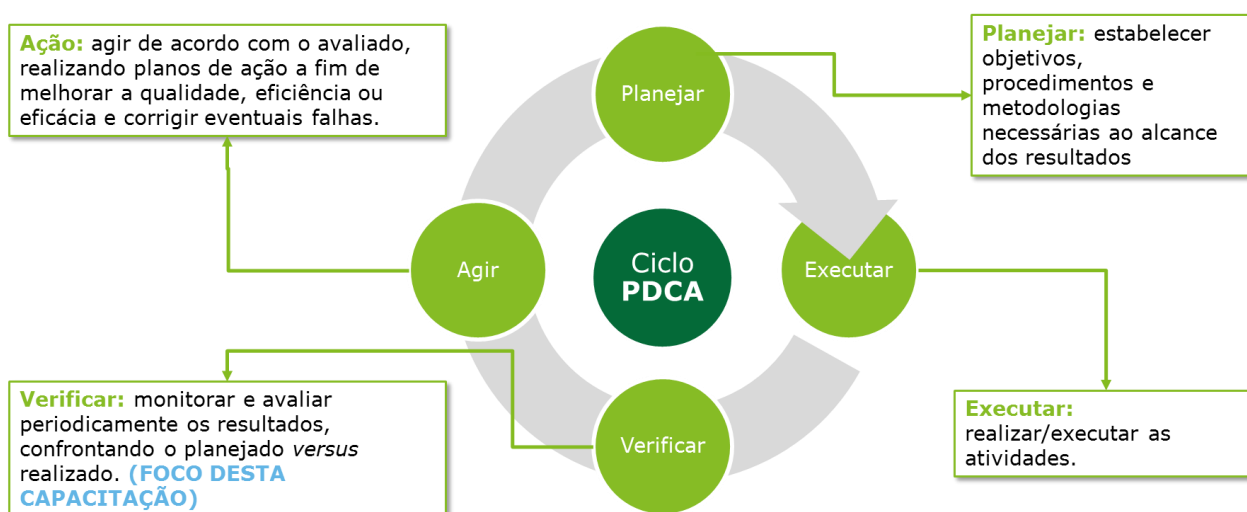 Ação: agir de acordo com o avaliado,
realizando planos de ação a fim de
melhorar a qualidade, eficiência ou
eficácia e corrigir eventuais falhas.
Planejar
Planejar: estabelecer
objetivos,
procedimentos e
metodologias
necessárias ao alcance
dos resultados
Agir
Ciclo
PDCA
Executar
Verificar: monitorar e avaliar
periodicamente os resultados,
confrontando o planejado versus
realizado. (FOCO DESTA
CAPACITAÇÃO)
Verificar
Executar:
realizar/executar as
atividades.